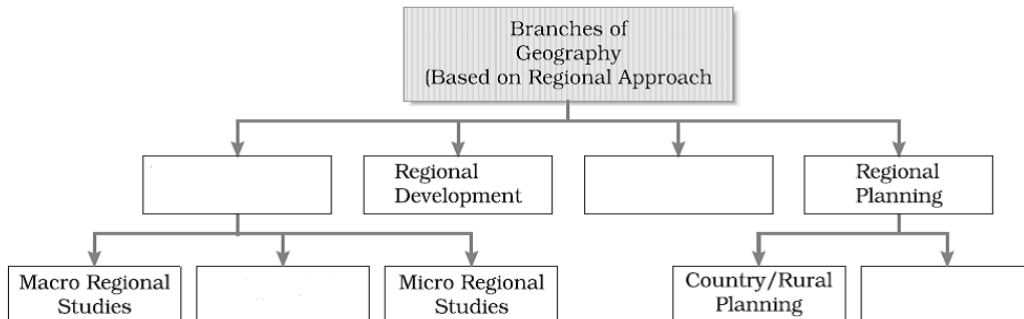 Branches of
Geography
(Based on Regional Approach
Regional
Development
Regional
Planning
Macro Regional
Studies
Micro Regional
Studies
Country/Rural
Planning